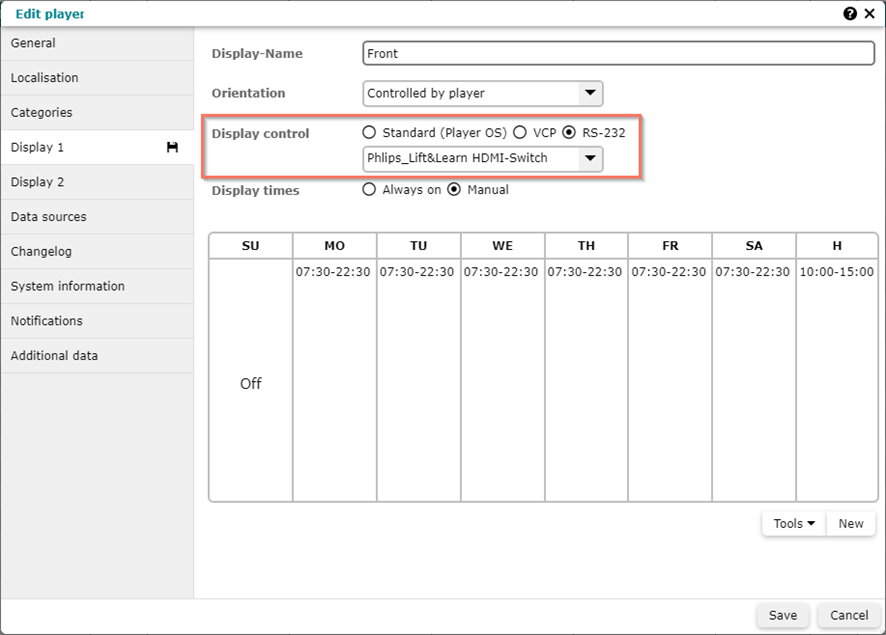 Edit player
General
Localisation
Categories
Display 1
Display 2
Data sources
Changelog
System information
Notifications
Additional data
Display-Name Front
Orientation Controlled by player
Display control Standard (Player OS) VCP RS-232
Phlips_Lift&Learn HDMI-Switch
Display times Always on Manual
SU MO TU WE TH FR SA H
07:30-22:30 07:30-22:30 07:30-22:30 07:30-22:30 07:30-22:30 07:30-22:30 10:00-15:00
Off
Tools New
Save Cancel